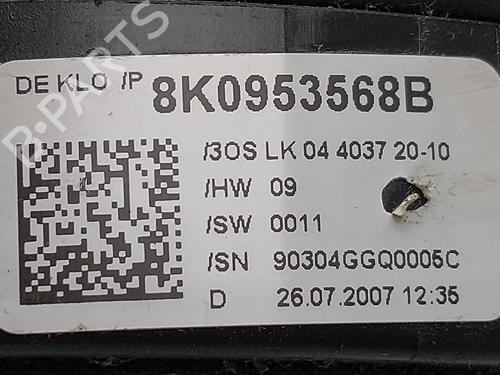 DE KLO /P 8K0953568B
/3OS LK 04 4037 20-10
/HW 09
/SW 0011
/SN 90304GGQ0005C
D 26.07.2007 12:35
B-PARTS